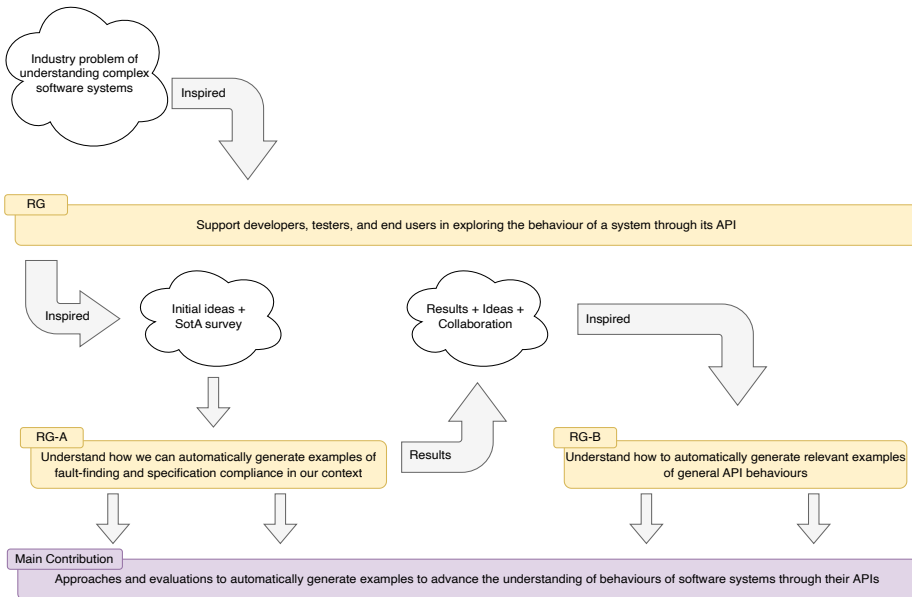 Industry problem of
understanding complex
software systems
Inspired
RG
Support developers, testers, and end users in exploring the behaviour of a system through its API
Inspired
Initial ideas +
SotA survey
Results + Ideas +
Collaboration
Inspired
RG-A
Understand how we can automatically generate examples of
fault-finding and specification compliance in our context
Results
RG-B
Understand how to automatically generate relevant examples
of general API behaviours
Main Contribution
Approaches and evaluations to automatically generate examples to advance the understanding of behaviours of software systems through their APIs